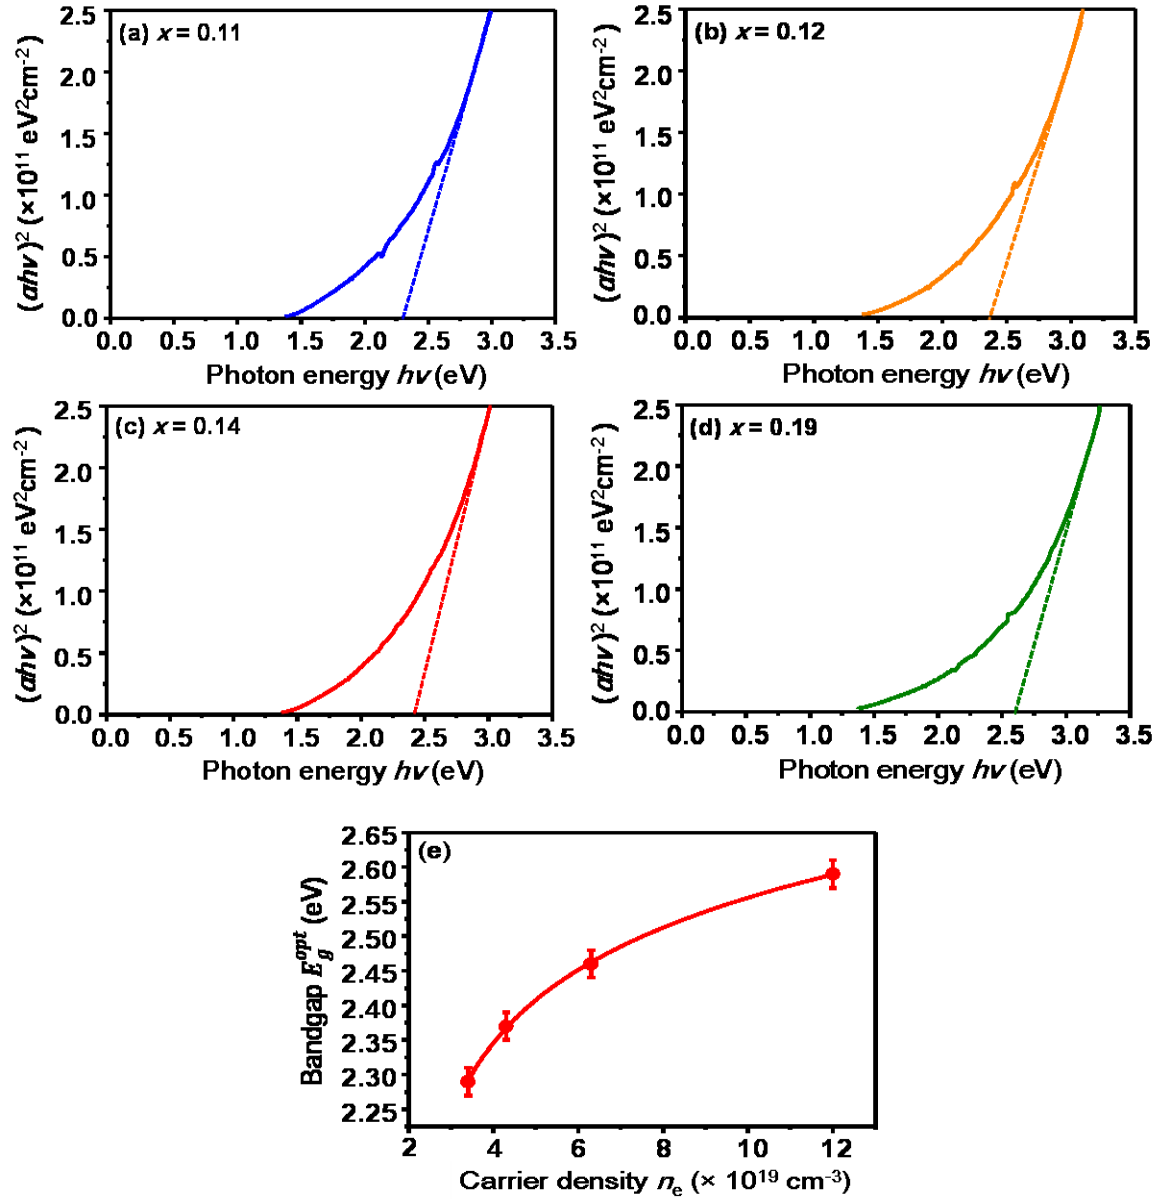 (a) x = 0.11
2.5
2.0
1.5
1.0
0.5
0.0
(αhν)² (×10¹¹ eV²cm⁻²)
0.0 0.5 1.0 1.5 2.0 2.5 3.0 3.5
Photon energy hν (eV)
(b) x = 0.12
2.5
2.0
1.5
1.0
0.5
0.0
(αhν)² (×10¹¹ eV²cm⁻²)
0.0 0.5 1.0 1.5 2.0 2.5 3.0 3.5
Photon energy hν (eV)
(c) x = 0.14
2.5
2.0
1.5
1.0
0.5
0.0
(αhν)² (×10¹¹ eV²cm⁻²)
0.0 0.5 1.0 1.5 2.0 2.5 3.0 3.5
Photon energy hν (eV)
(d) x = 0.19
2.5
2.0
1.5
1.0
0.5
0.0
(αhν)² (×10¹¹ eV²cm⁻²)
0.0 0.5 1.0 1.5 2.0 2.5 3.0 3.5
Photon energy hν (eV)
(e)
2.65
2.60
2.55
2.50
2.45
2.40
2.35
2.30
2.25
Bandgap E_g^opt (eV)
2 4 6 8 10 12
Carrier density nₑ (× 10¹⁹ cm⁻³)